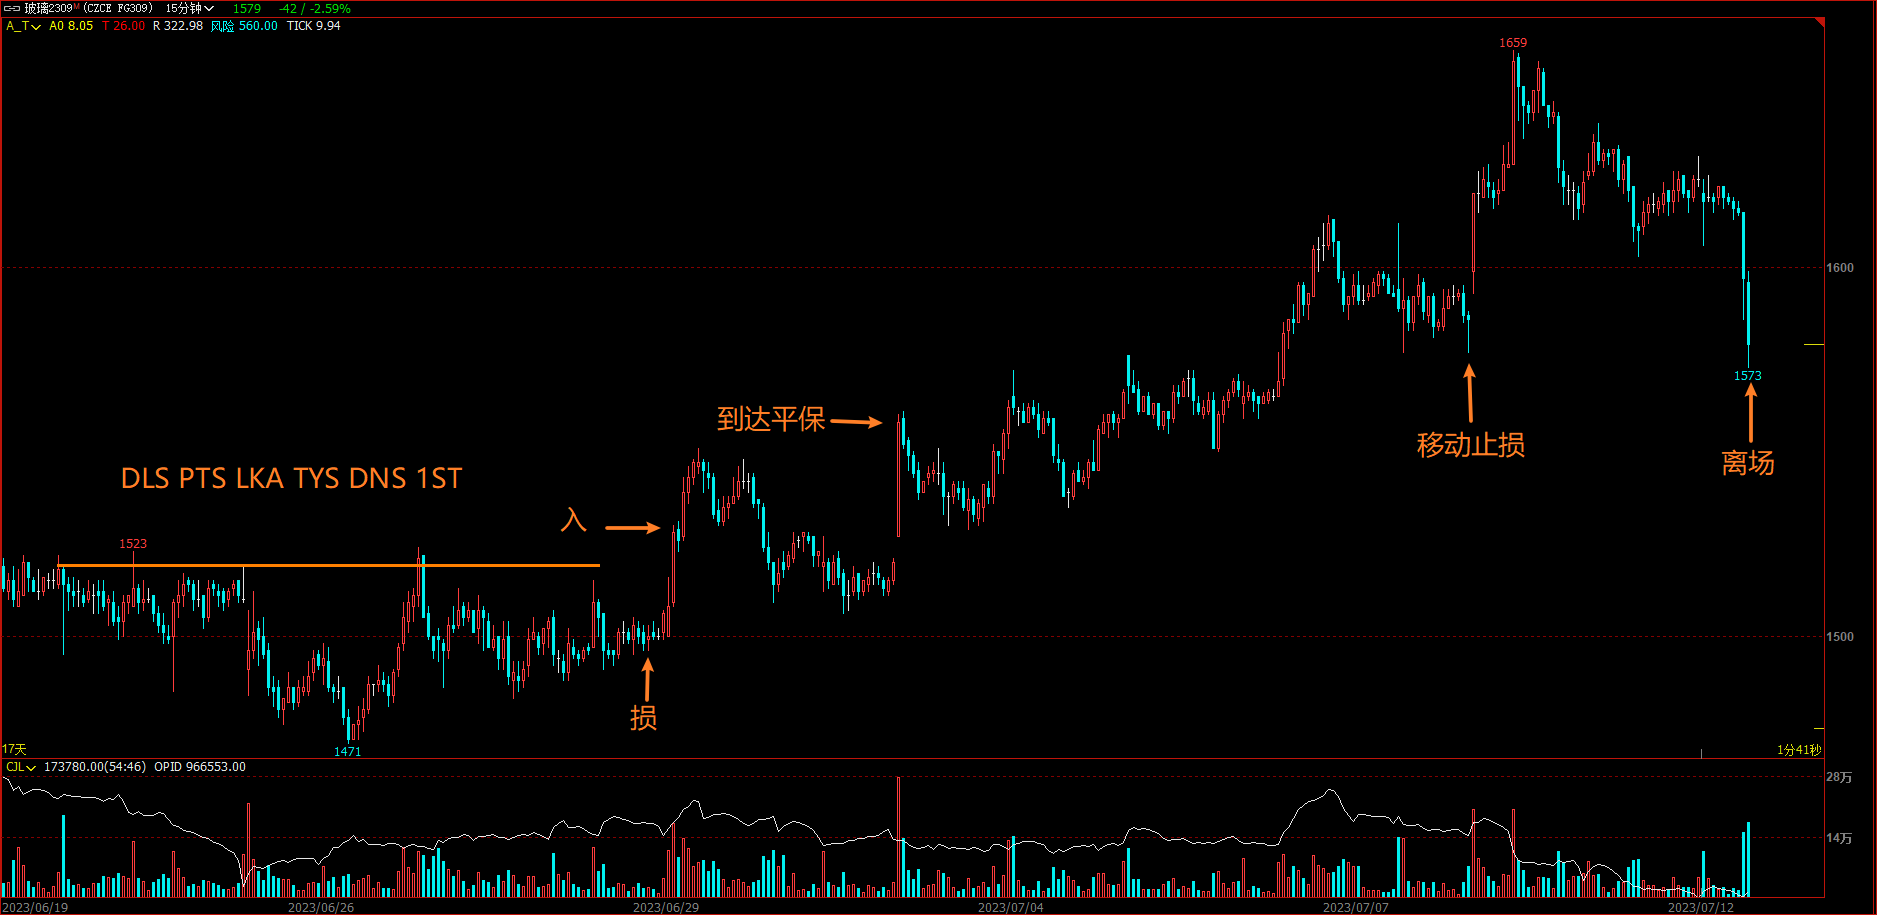 玻璃2309M (CZCE FG309) 15分钟 1579 -42 / -2.59%
A_T A0 8.05 T 26.00 R 322.98 风险 560.00 TICK 9.94
1659
1600
1573
到达平保
移动止损
离场
DLS PTS LKA TYS DNS 1ST
入
1523
1500
损
1471
17天
1分41秒
CJL 173780.00(54:46) OPID 966553.00
28万
14万
2023/06/19 2023/06/26 2023/06/29 2023/07/04 2023/07/07 2023/07/12